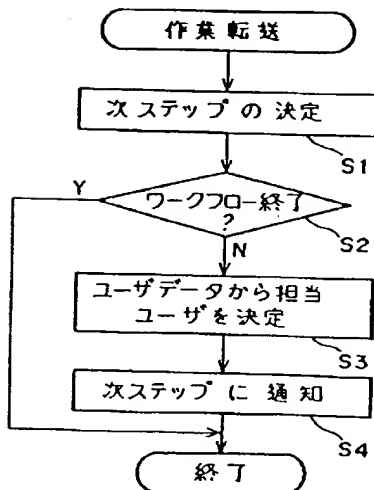 作業転送
次ステップの決定
S1
Y
ワークフロー終了
?
S2
N
ユーザデータから担当
ユーザを決定
S3
次ステップに通知
S4
終了